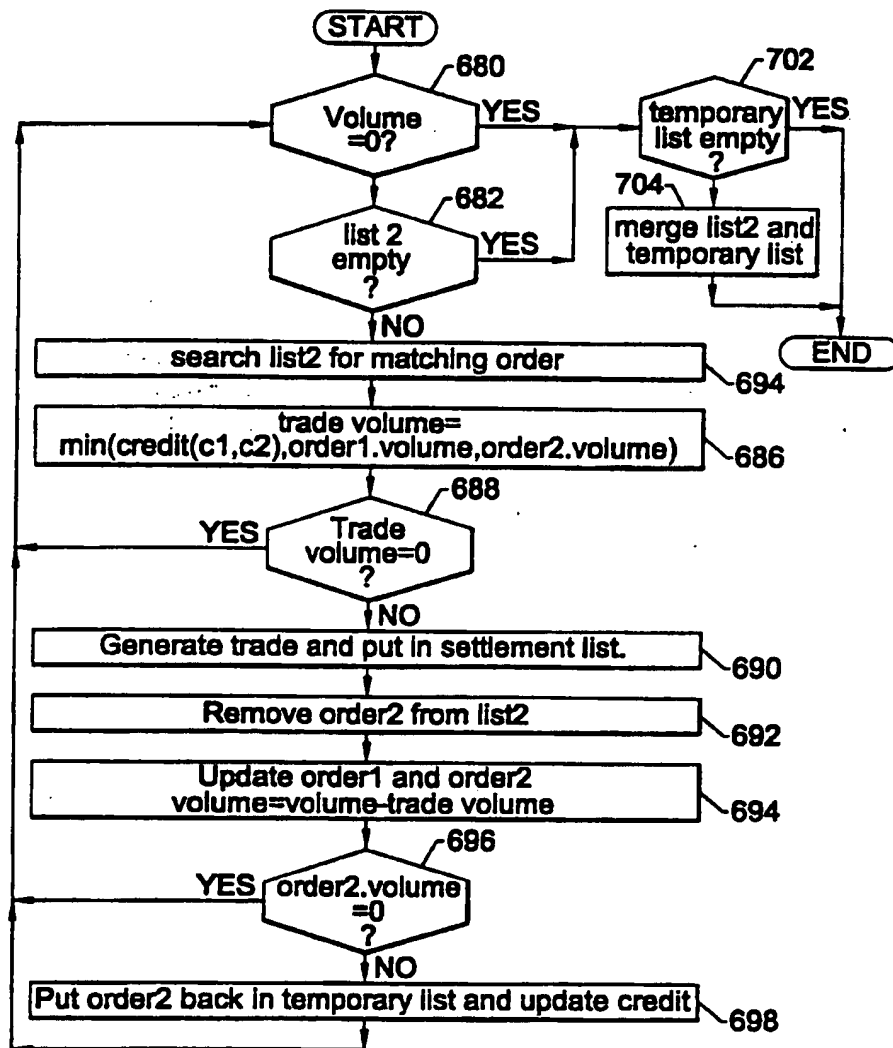 START
680
Volume
=0?
YES
702
temporary
list empty
?
YES
682
list 2
empty
?
YES
704
merge list2 and
temporary list
NO
END
search list2 for matching order
694
trade volume=
min(credit(c1,c2),order1.volume,order2.volume)
686
688
Trade
volume=0
?
YES
NO
Generate trade and put in settlement list.
690
Remove order2 from list2
692
Update order1 and order2
volume=volume-trade volume
694
696
order2.volume
=0
?
YES
NO
Put order2 back in temporary list and update credit
698